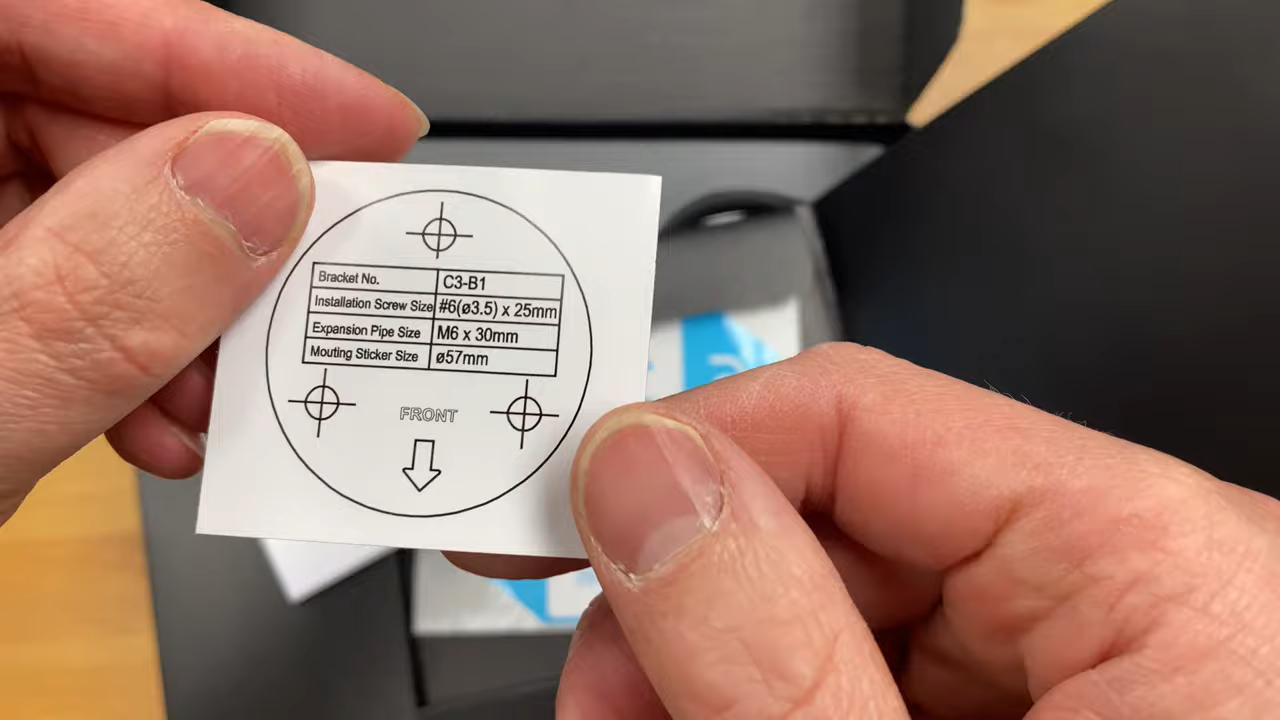 Bracket No. C3-B1
Installation Screw Size #6(ø3.5) x 25mm
Expansion Pipe Size M6 x 30mm
Mouting Sticker Size ø57mm
FRONT